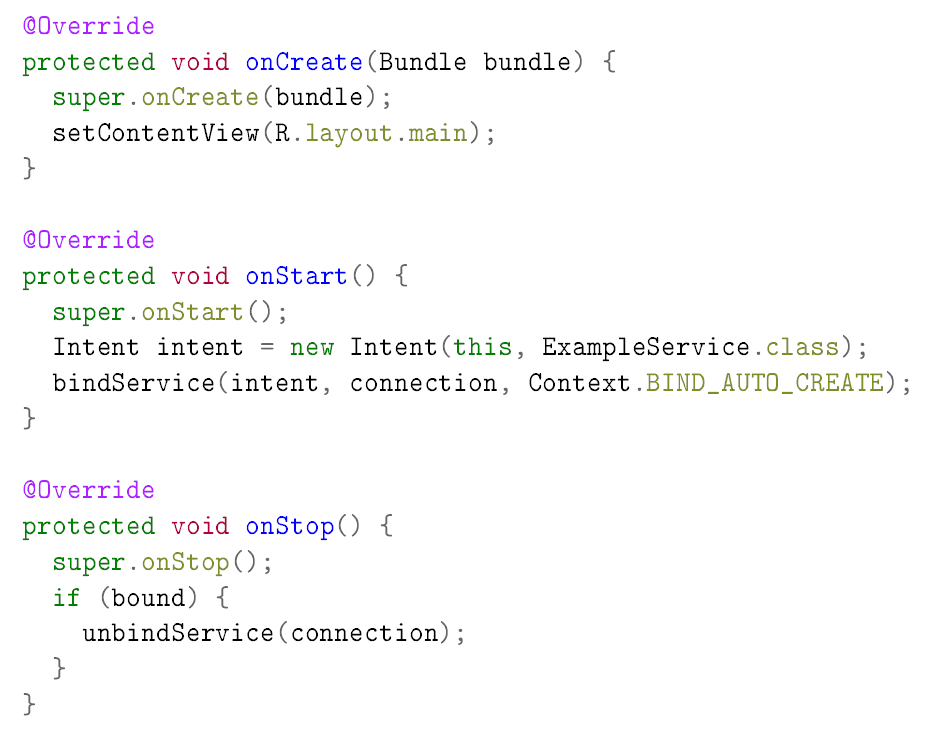 @Override
protected void onCreate(Bundle bundle) {
  super.onCreate(bundle);
  setContentView(R.layout.main);
}

@Override
protected void onStart() {
  super.onStart();
  Intent intent = new Intent(this, ExampleService.class);
  bindService(intent, connection, Context.BIND_AUTO_CREATE);
}

@Override
protected void onStop() {
  super.onStop();
  if (bound) {
    unbindService(connection);
  }
}